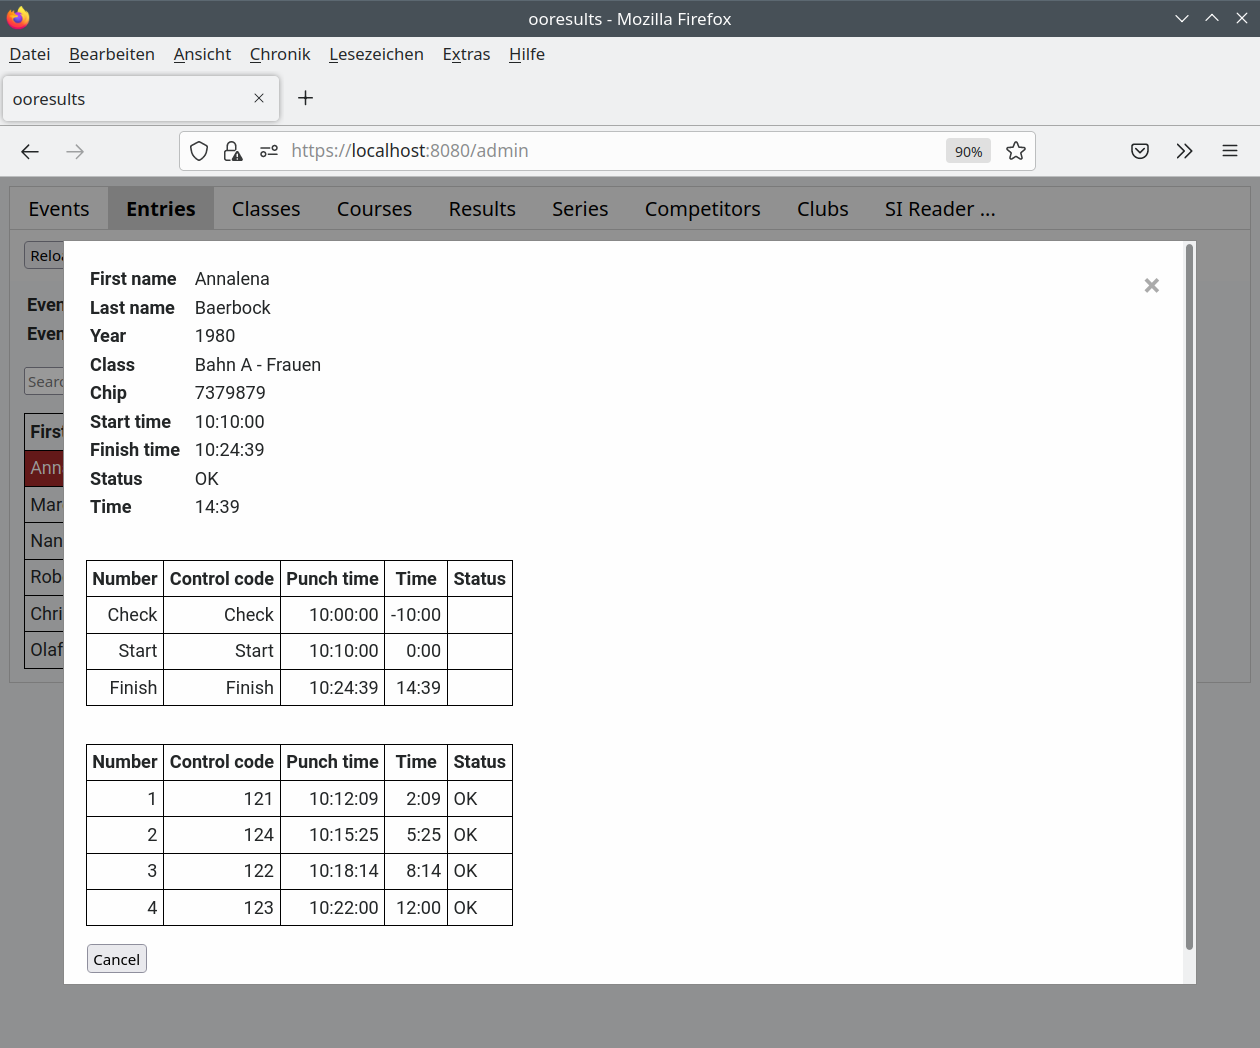 ooresults - Mozilla Firefox
Datei Bearbeiten Ansicht Chronik Lesezeichen Extras Hilfe
ooresults
https://localhost:8080/admin 90%
Events Entries Classes Courses Results Series Competitors Clubs SI Reader ...
Reloa
Even
Even
Searc
First
Ann
Mar
Nan
Rob
Chri
Olaf
First name Annalena
Last name Baerbock
Year 1980
Class Bahn A - Frauen
Chip 7379879
Start time 10:10:00
Finish time 10:24:39
Status OK
Time 14:39
Number Control code Punch time Time Status
Check Check 10:00:00 -10:00
Start Start 10:10:00 0:00
Finish Finish 10:24:39 14:39
Number Control code Punch time Time Status
1 121 10:12:09 2:09 OK
2 124 10:15:25 5:25 OK
3 122 10:18:14 8:14 OK
4 123 10:22:00 12:00 OK
Cancel